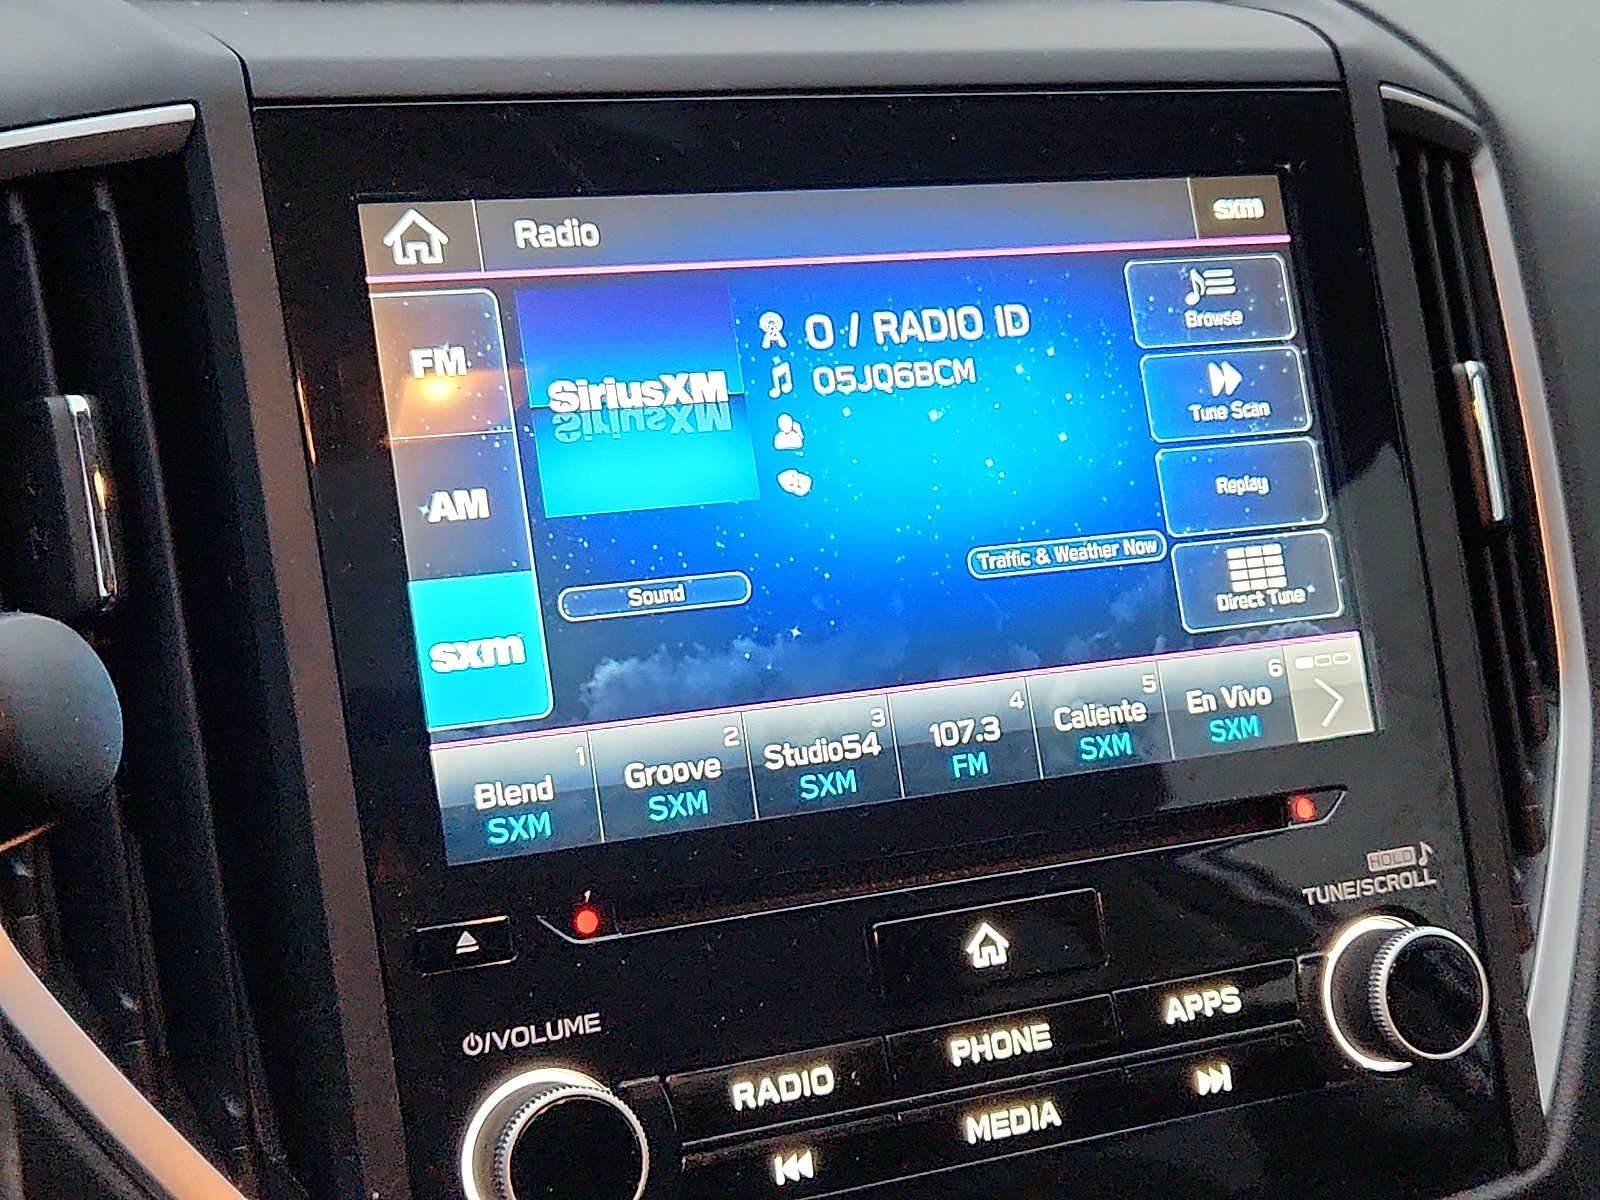 Radio
sxm
FM
AM
sxm
SiriusXM
0 / RADIO ID
05JQ6BCM
Browse
Tune Scan
Replay
Direct Tune
Sound
Traffic & Weather Now
1
Blend
SXM
2
Groove
SXM
3
Studio54
SXM
4
107.3
FM
5
Caliente
SXM
6
En Vivo
SXM
HOLD
TUNE/SCROLL
/VOLUME
RADIO
PHONE
APPS
MEDIA